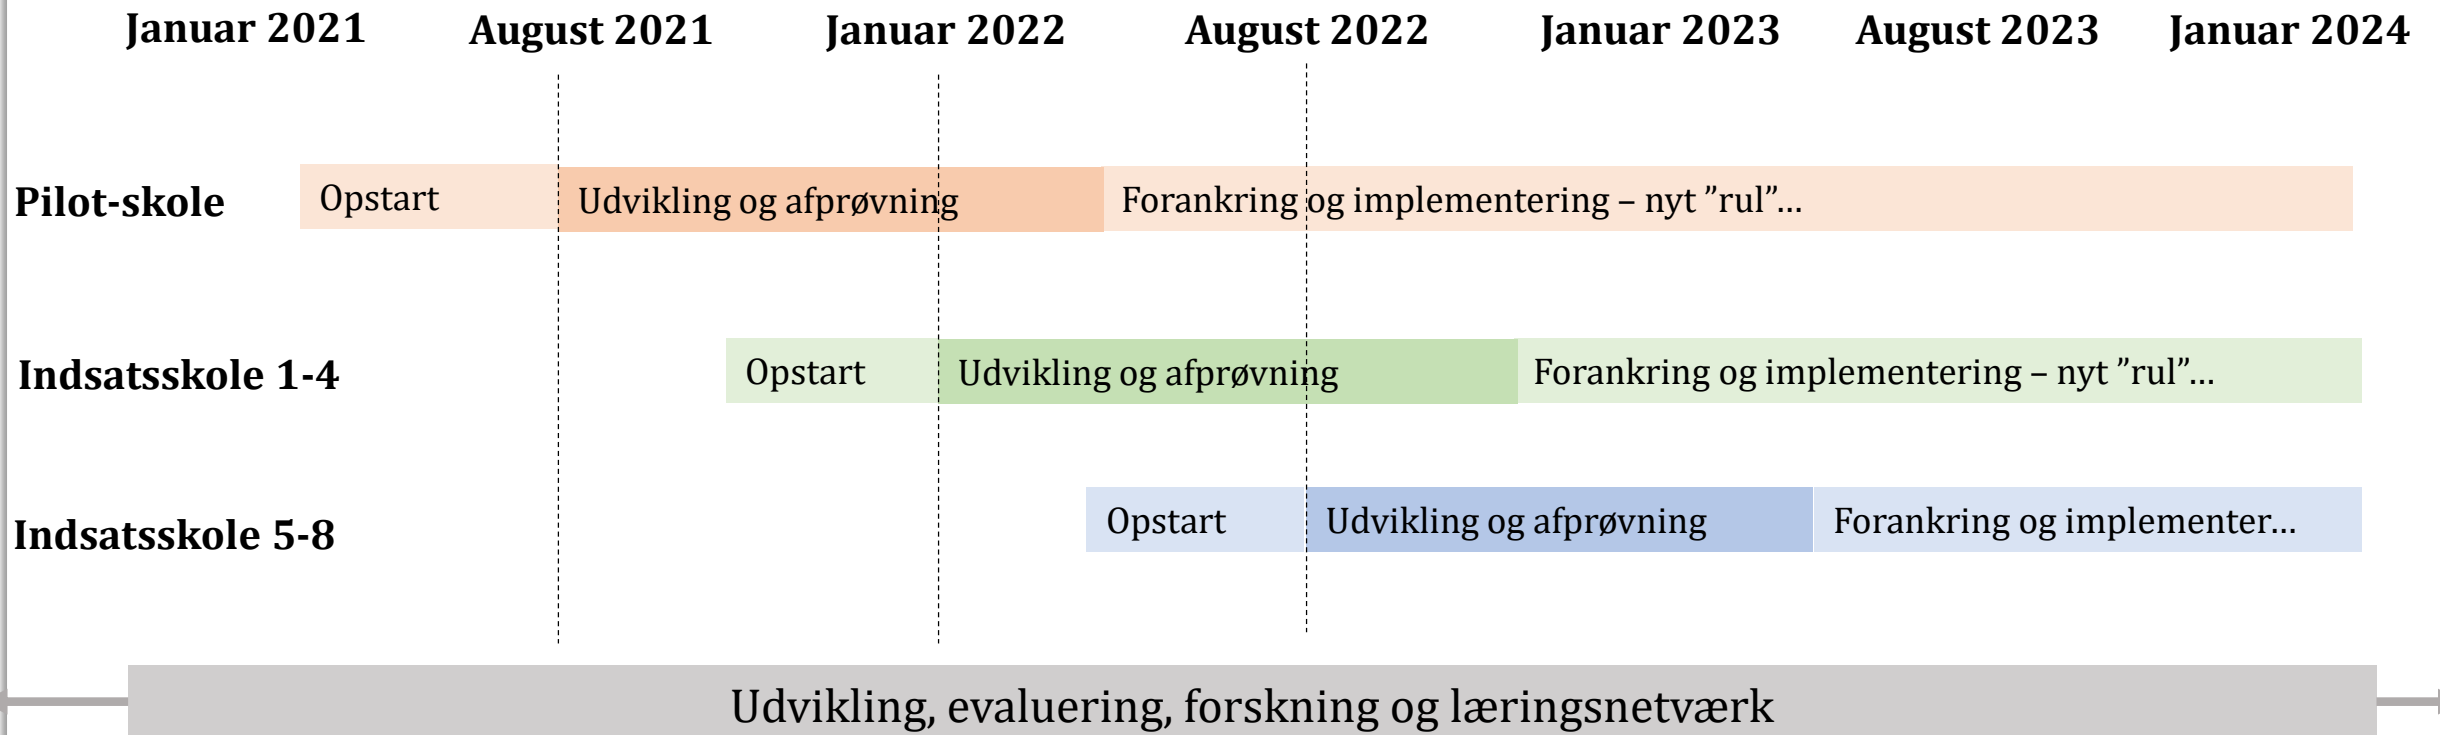 Januar 2021 August 2021 Januar 2022 August 2022 Januar 2023 August 2023 Januar 2024
Pilot-skole Opstart Udvikling og afprøvning Forankring og implementering – nyt ”rul”…
Indsatsskole 1-4 Opstart Udvikling og afprøvning Forankring og implementering – nyt ”rul”…
Indsatsskole 5-8 Opstart Udvikling og afprøvning Forankring og implementer…
Udvikling, evaluering, forskning og læringsnetværk